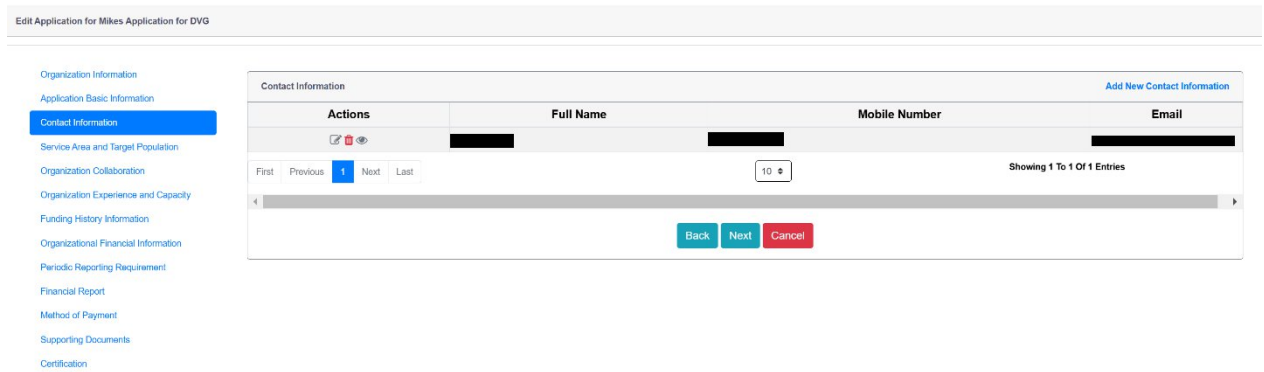 Edit Application for Mikes Application for DVG
Organization Information
Application Basic Information
Contact Information
Service Area and Target Population
Organization Collaboration
Organization Experience and Capacity
Funding History Information
Organizational Financial Information
Periodic Reporting Requirement
Financial Report
Method of Payment
Supporting Documents
Certification
Contact Information Add New Contact Information
Actions Full Name Mobile Number Email
First Previous 1 Next Last 10 Showing 1 To 1 Of 1 Entries
Back Next Cancel